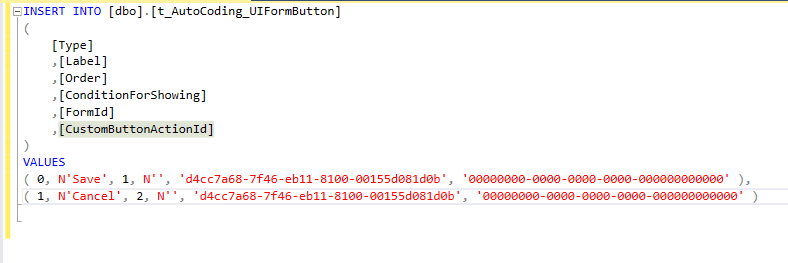 INSERT INTO [dbo].[t_AutoCoding_UIFormButton]
(
[Type]
,[Label]
,[Order]
,[ConditionForShowing]
,[FormId]
,[CustomButtonActionId]
)
VALUES
( 0, N'Save', 1, N'', 'd4cc7a68-7f46-eb11-8100-00155d081d0b', '00000000-0000-0000-0000-000000000000' ),
( 1, N'Cancel', 2, N'', 'd4cc7a68-7f46-eb11-8100-00155d081d0b', '00000000-0000-0000-0000-000000000000' )